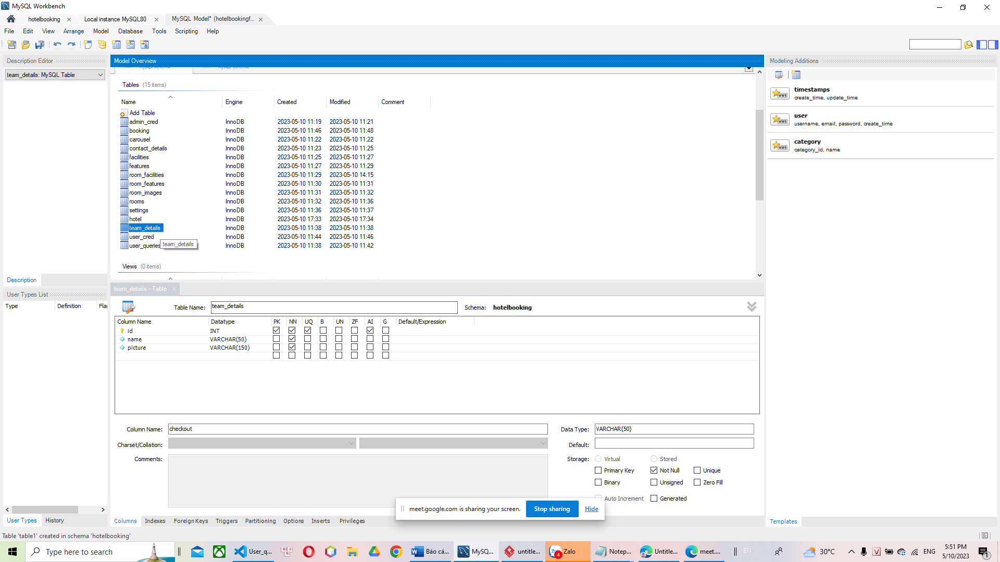 MySQL Workbench
hotelbooking
Local instance MySQL80
MySQL Model* (hotelbookingf...
File Edit View Arrange Model Database Tools Scripting Help
Description Editor
Model Overview
Modeling Additions
team_details: MySQL Table
MySQL Schema MySQL Schema
Tables (15 items)
timestamps
create_time, update_time
Name Engine Created Modified Comment
Add Table
admin_cred InnoDB 2023-05-10 11:19 2023-05-10 11:21
user
username, email, password, create_time
booking InnoDB 2023-05-10 11:46 2023-05-10 11:48
carousel InnoDB 2023-05-10 11:22 2023-05-10 11:22
category
category_id, name
contact_details InnoDB 2023-05-10 11:23 2023-05-10 11:25
facilities InnoDB 2023-05-10 11:25 2023-05-10 11:27
features InnoDB 2023-05-10 11:27 2023-05-10 11:29
room_facilities InnoDB 2023-05-10 11:29 2023-05-10 14:15
room_features InnoDB 2023-05-10 11:30 2023-05-10 11:31
room_images InnoDB 2023-05-10 11:31 2023-05-10 11:32
rooms InnoDB 2023-05-10 11:32 2023-05-10 11:36
settings InnoDB 2023-05-10 11:36 2023-05-10 11:37
hotel InnoDB 2023-05-10 17:33 2023-05-10 17:34
team_details InnoDB 2023-05-10 11:38 2023-05-10 11:38
user_cred InnoDB 2023-05-10 11:44 2023-05-10 11:46
team_details
user_queries InnoDB 2023-05-10 11:38 2023-05-10 11:42
Views (0 items)
Description
User Types List
team_details - Table
Type Definition Flag
Table Name: team_details Schema: hotelbooking
Column Name Datatype PK NN UQ B UN ZF AI G Default/Expression
id INT
name VARCHAR(50)
picture VARCHAR(150)
Column Name: checkout Data Type: VARCHAR(50)
Charset/Collation: Default:
Comments: Storage: Virtual Stored
Primary Key Not Null Unique
Binary Unsigned Zero Fill
Auto Increment Generated
meet.google.com is sharing your screen. Stop sharing Hide
User Types History
Columns Indexes Foreign Keys Triggers Partitioning Options Inserts Privileges
Templates
Table 'table1' created in schema 'hotelbooking'
Type here to search
User_q...
Báo cá...
MySQ...
untitle...
Zalo
4
Notep...
Untitle...
meet....
EN
30°C
ENG
5:51 PM
5/10/2023
1
MWB
MWB
MWB